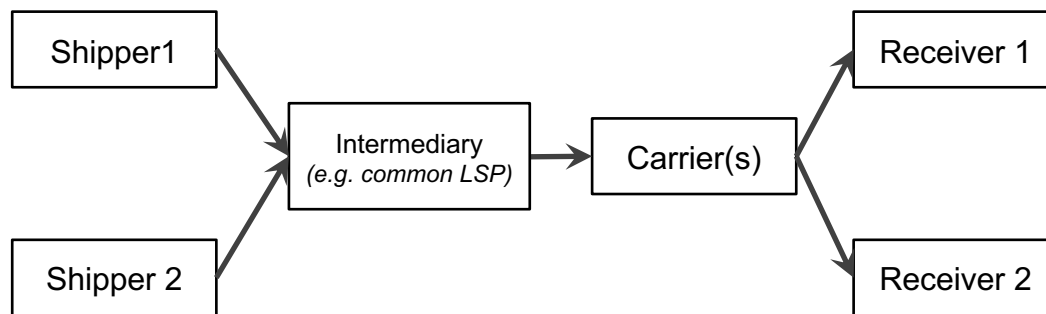 Shipper1
Receiver 1
Intermediary
(e.g. common LSP)
Carrier(s)
Shipper 2
Receiver 2